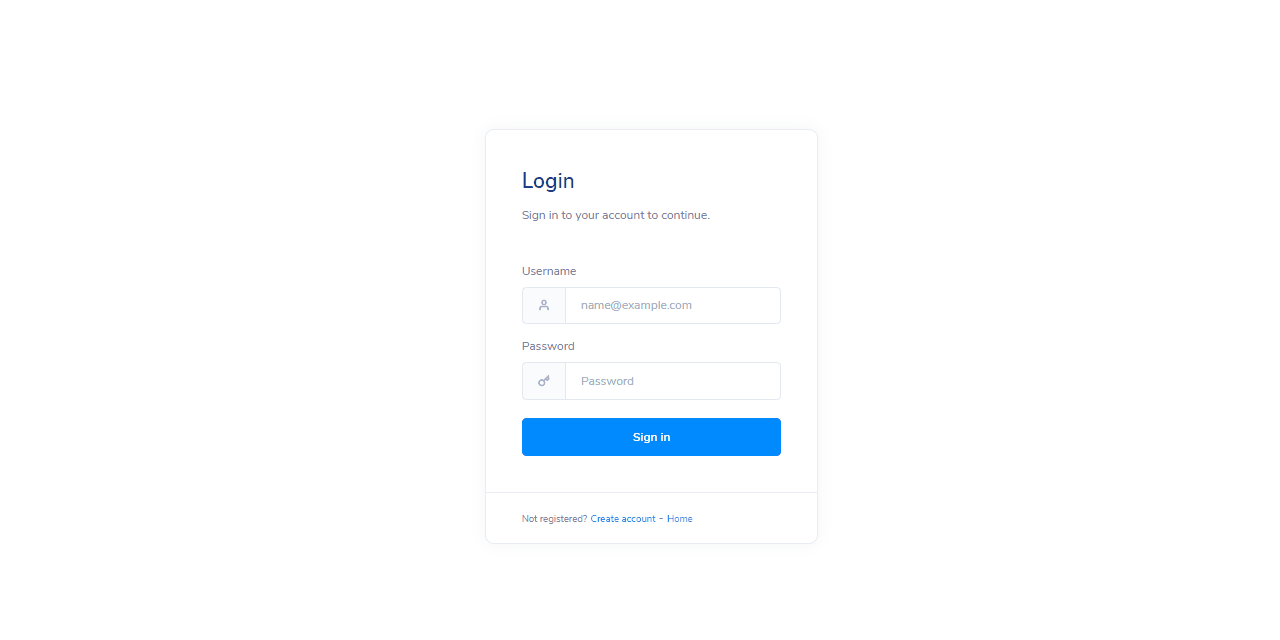 Login
Sign in to your account to continue.
Username
name@example.com
Password
Password
Sign in
Not registered? Create account - Home